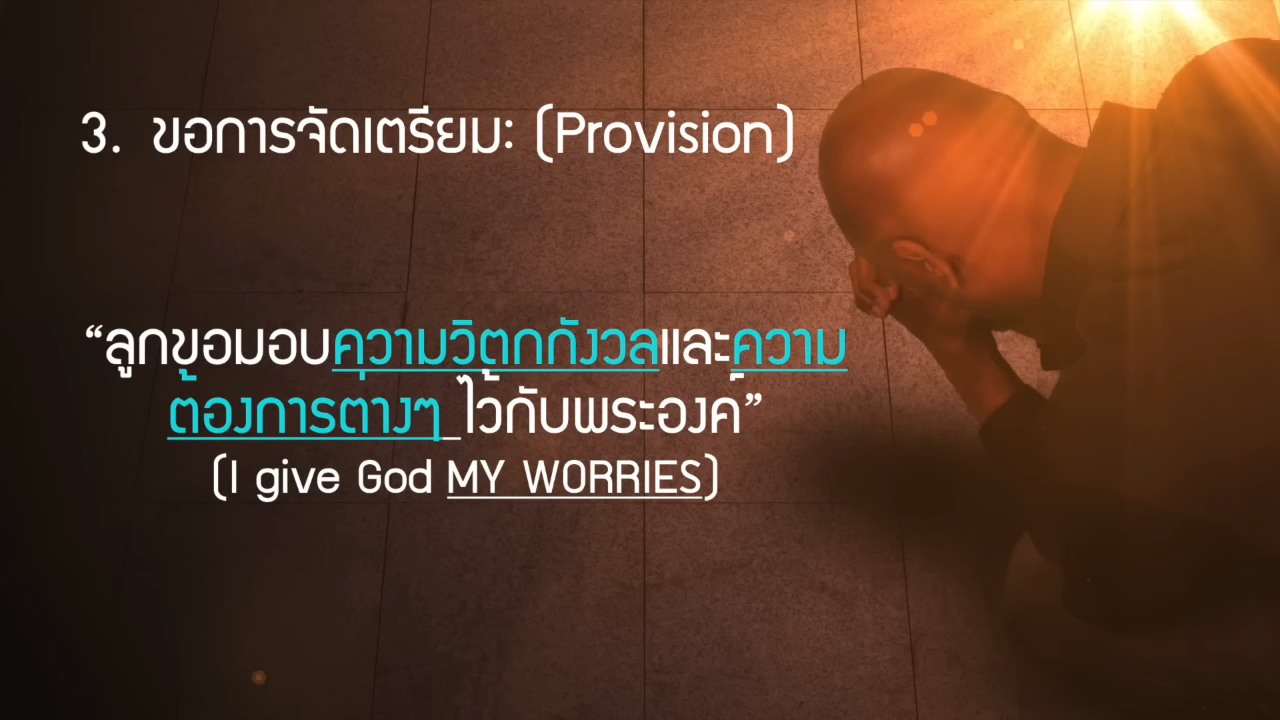 3. ขอการจัดเตรียม: (Provision)
“ลูกขอมอบความวิตกกังวลและความ
ต้องการต่างๆ ไว้กับพระองค์”
(I give God MY WORRIES)